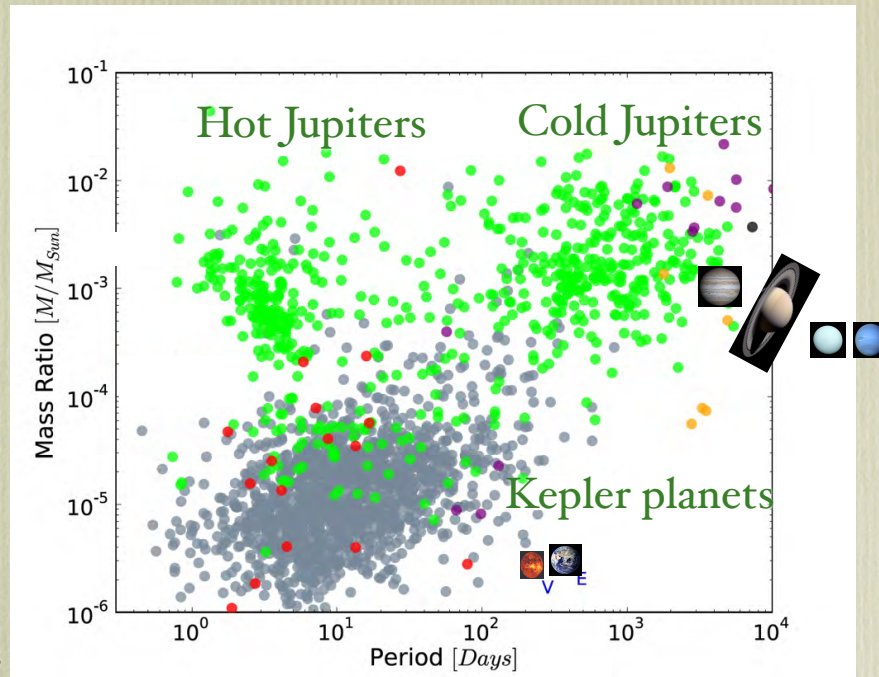 10^-1
Hot Jupiters
Cold Jupiters
10^-2
10^-3
10^-4
10^-5
10^-6
Mass Ratio [M/M_Sun]
Kepler planets
V E
10^0 10^1 10^2 10^3 10^4
Period [Days]